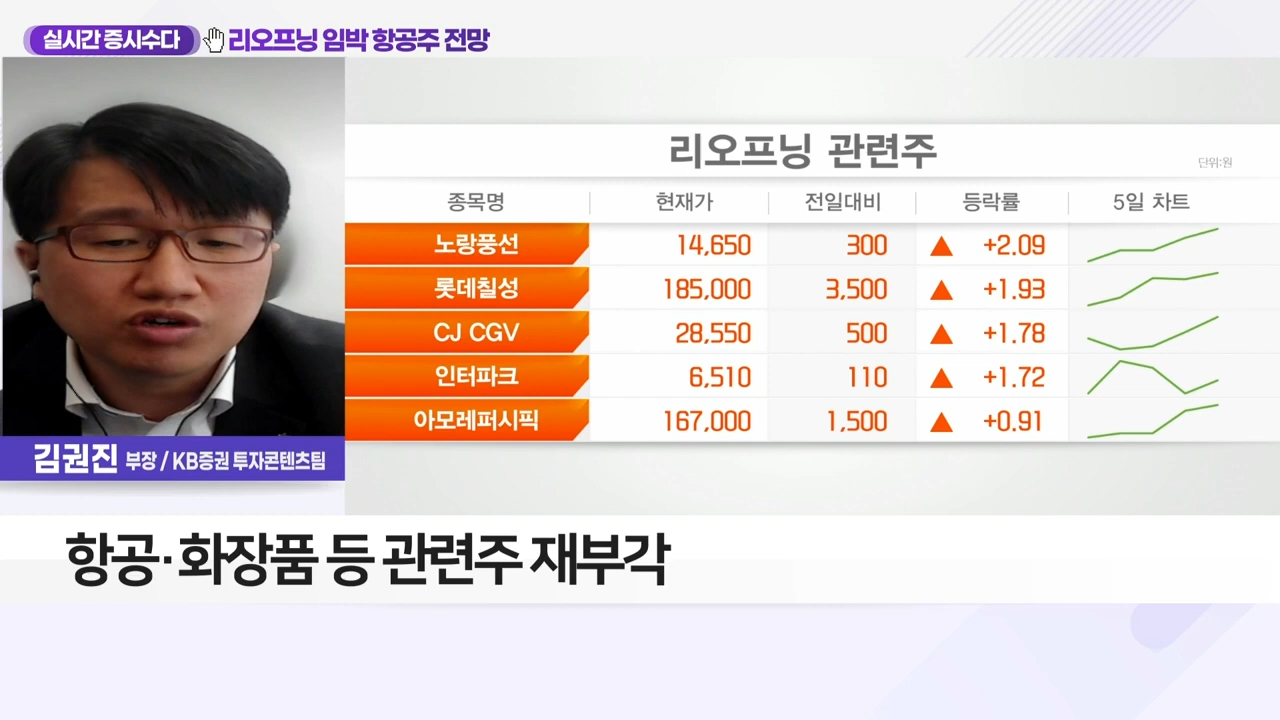 실시간 증시수다 리오프닝 임박 항공주 전망
리오프닝 관련주
단위:원
종목명 현재가 전일대비 등락률 5일 차트
노랑풍선 14,650 300 ▲ +2.09
롯데칠성 185,000 3,500 ▲ +1.93
CJ CGV 28,550 500 ▲ +1.78
인터파크 6,510 110 ▲ +1.72
아모레퍼시픽 167,000 1,500 ▲ +0.91
김권진 부장 / KB증권 투자콘텐츠팀
항공·화장품 등 관련주 재부각